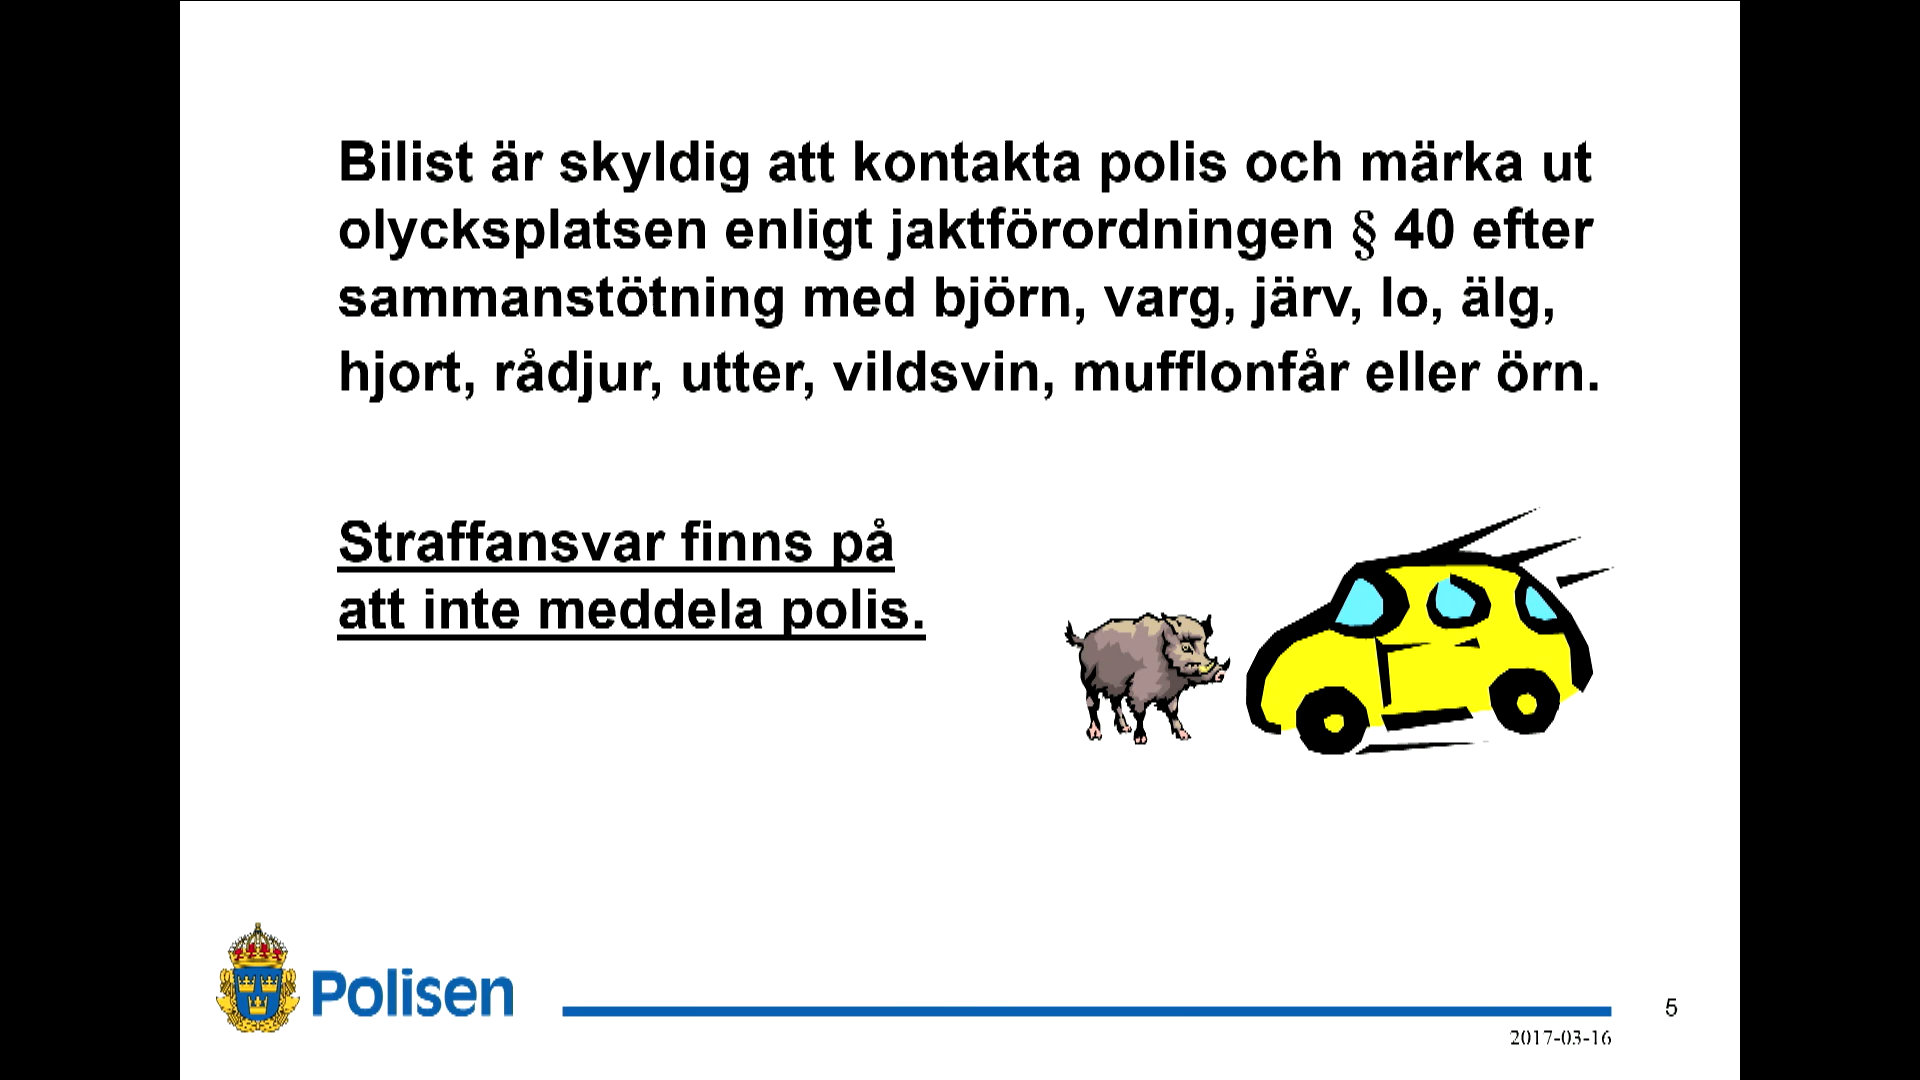 Bilist är skyldig att kontakta polis och märka ut
olycksplatsen enligt jaktförordningen § 40 efter
sammanstötning med björn, varg, järv, lo, älg,
hjort, rådjur, utter, vildsvin, mufflonfår eller örn.
Straffansvar finns på
att inte meddela polis.
Polisen
5
2017-03-16